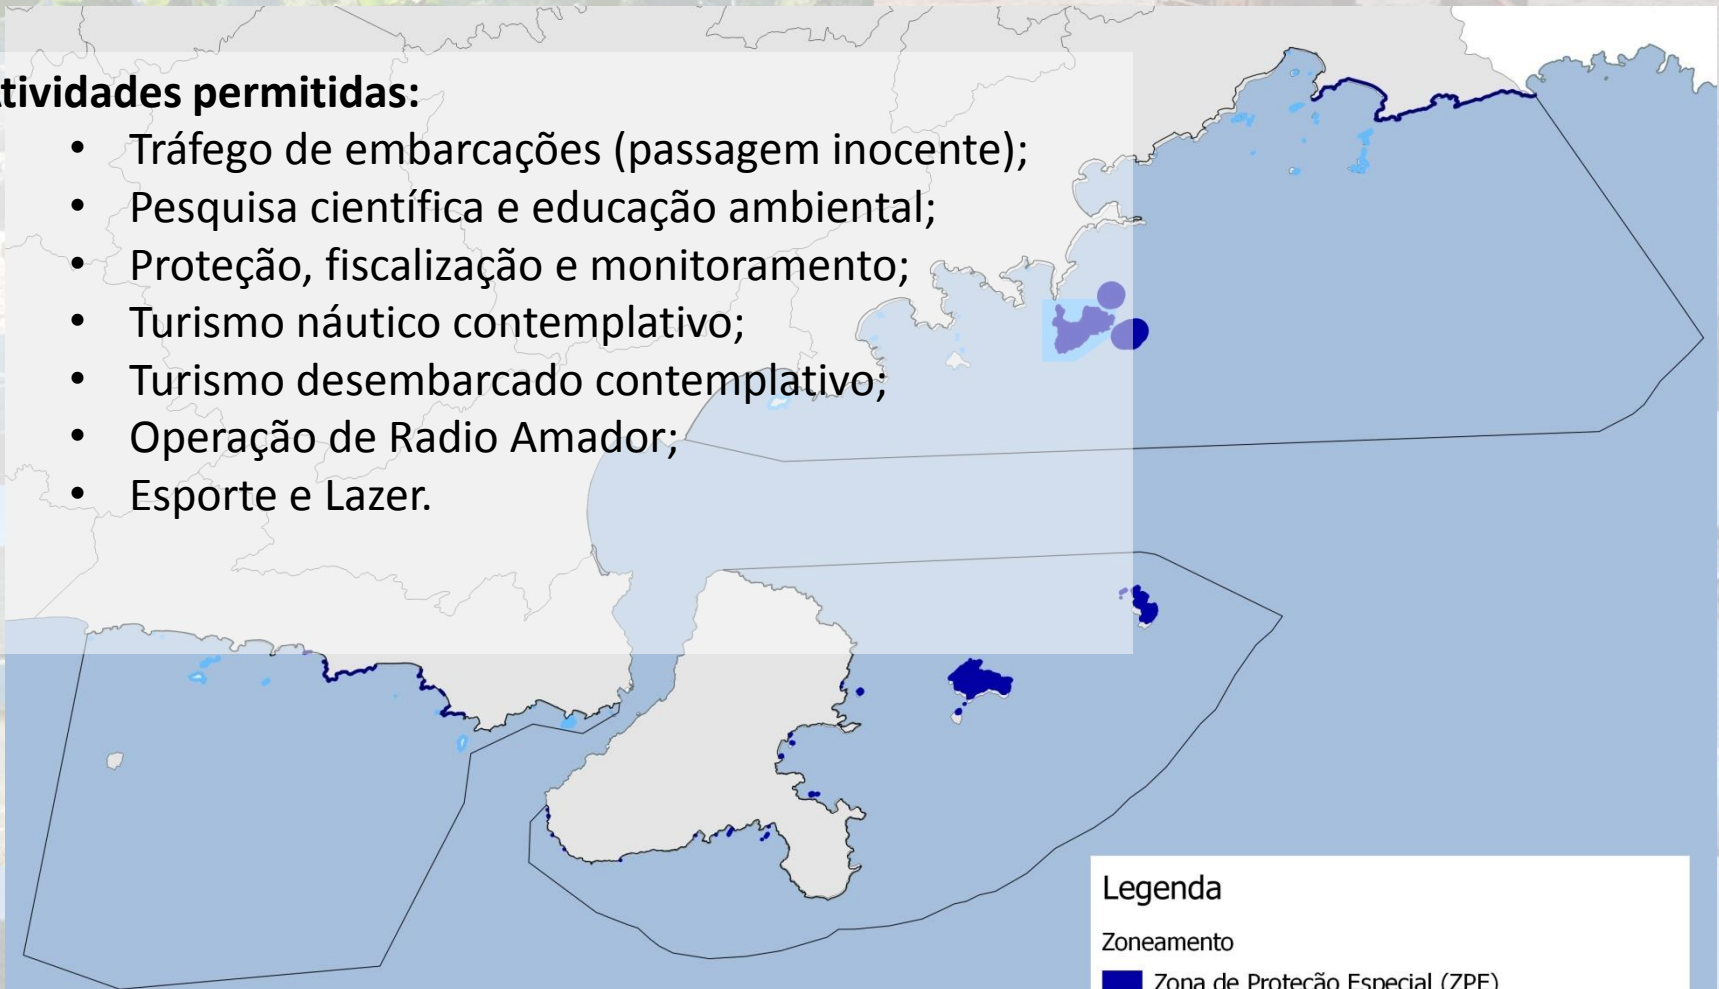 tividades permitidas:
• Tráfego de embarcações (passagem inocente);
• Pesquisa científica e educação ambiental;
• Proteção, fiscalização e monitoramento;
• Turismo náutico contemplativo;
• Turismo desembarcado contemplativo;
• Operação de Radio Amador;
• Esporte e Lazer.
Legenda
Zoneamento
Zona de Proteção Especial (ZPE)